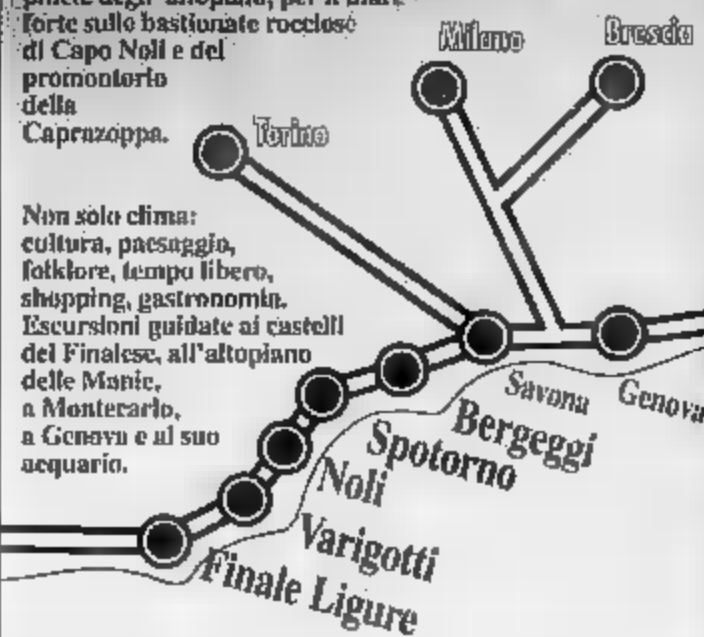 forte sulle bastionate rocciose
di Capo Noli e del
promontorio
della
Caprazoppa.
Non solo clima:
cultura, paesaggio,
folklore, tempo libero,
shopping, gastronomia.
Escursioni guidate ai castelli
del Finalese, all'altopiano
delle Manie,
a Montecarlo,
a Genova e al suo
acquario.
Milano
Brescia
Torino
Savona
Genova
Bergeggi
Spotorno
Noli
Varigotti
Finale Ligure